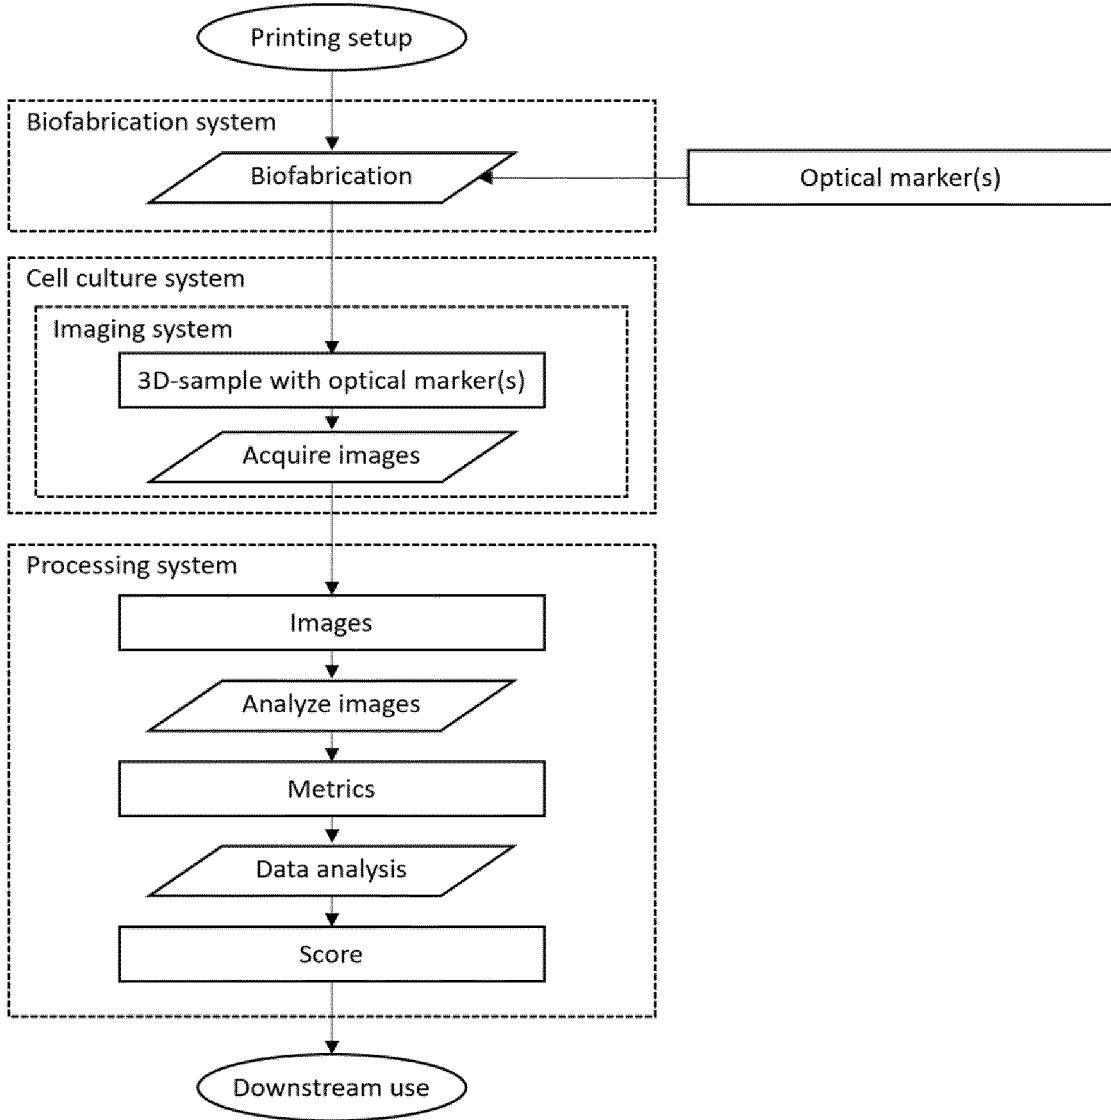 Printing setup
Biofabrication system
Biofabrication
Optical marker(s)
Cell culture system
Imaging system
3D-sample with optical marker(s)
Acquire images
Processing system
Images
Analyze images
Metrics
Data analysis
Score
Downstream use